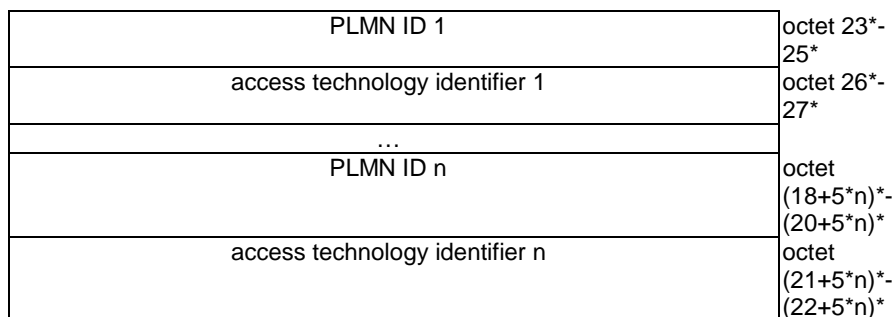 PLMN ID 1 octet 23*-
25*
access technology identifier 1 octet 26*-
27*
…
PLMN ID n octet
(18+5*n)*-
(20+5*n)*
access technology identifier n octet
(21+5*n)*-
(22+5*n)*